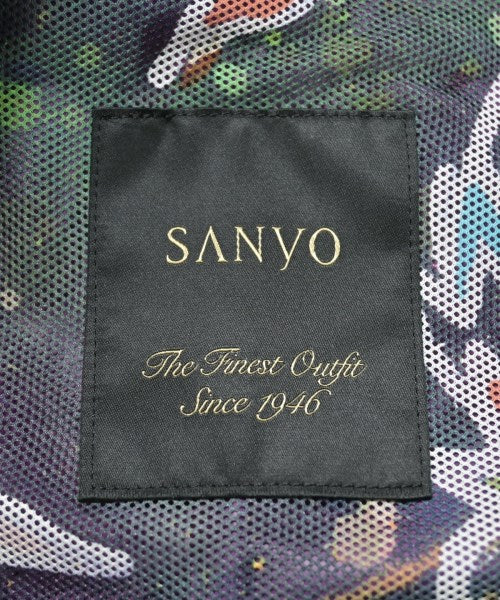 SANYO
The Finest Outfit
Since 1946